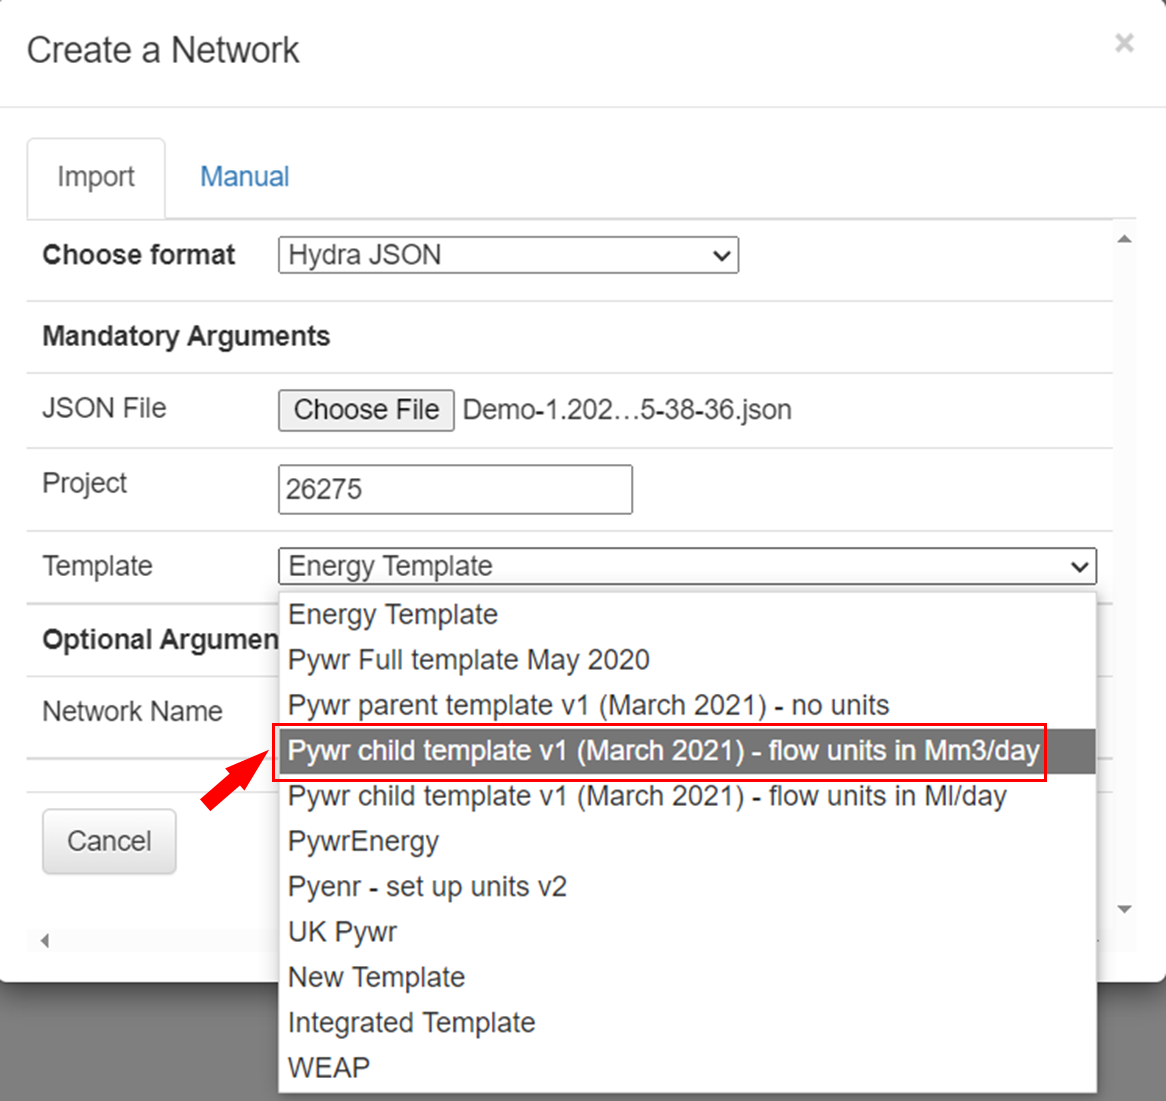 Create a Network
×
Import Manual
Choose format Hydra JSON
Mandatory Arguments
JSON File Choose File Demo-1.202…5-38-36.json
Project 26275
Template Energy Template
Energy Template
Optional Argumen
Pywr Full template May 2020
Network Name Pywr parent template v1 (March 2021) - no units
Pywr child template v1 (March 2021) - flow units in Mm3/day
Pywr child template v1 (March 2021) - flow units in Ml/day
Cancel PywrEnergy
Pyenr - set up units v2
UK Pywr
New Template
Integrated Template
WEAP